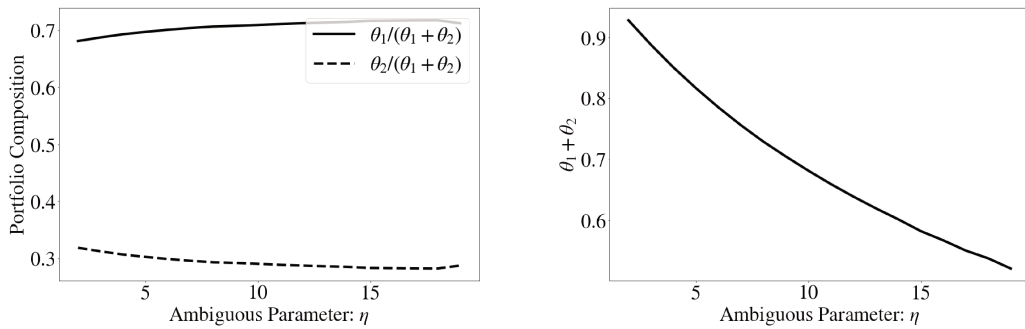 Portfolio Composition
0.7
0.6
0.5
0.4
0.3
θ₁/(θ₁ + θ₂)
θ₂/(θ₁ + θ₂)
5 10 15
Ambiguous Parameter: η
θ₁ + θ₂
0.9
0.8
0.7
0.6
5 10 15
Ambiguous Parameter: η